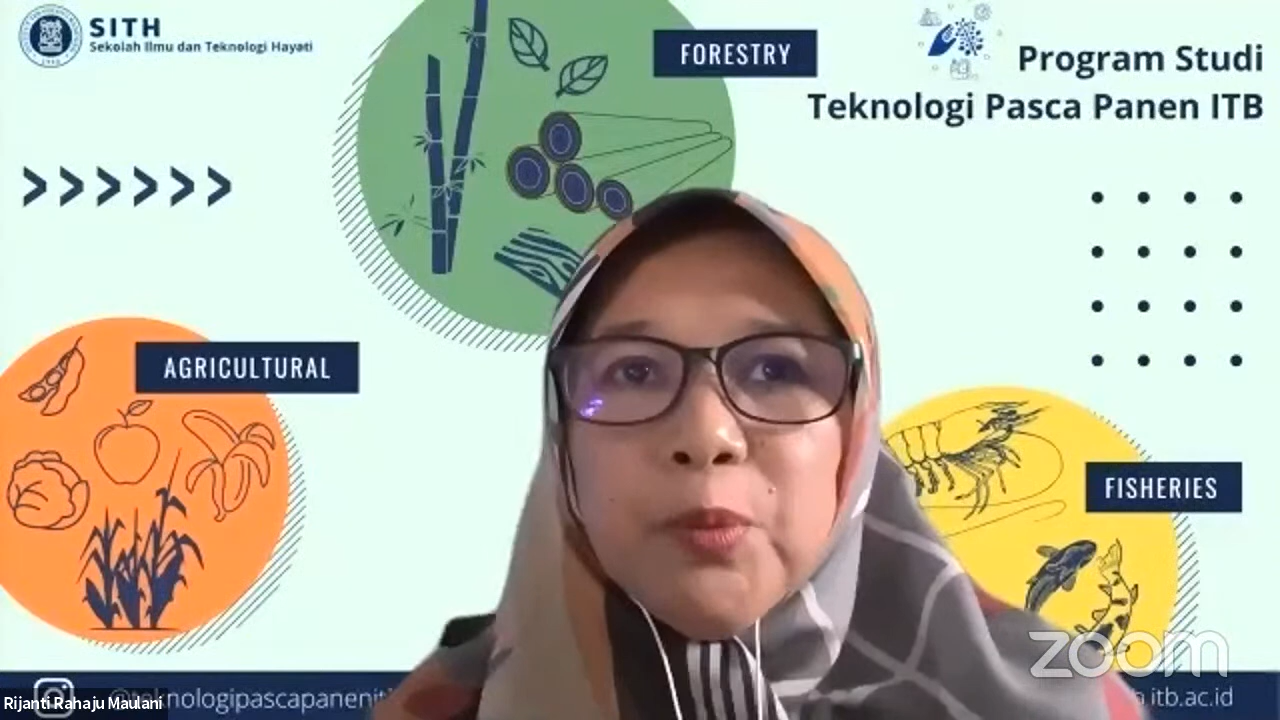 SITH
Sekolah Ilmu dan Teknologi Hayati
FORESTRY
Program Studi
Teknologi Pasca Panen ITB
AGRICULTURAL
FISHERIES
zoom
Rijanti Rahaju Maulani
itb.ac.id